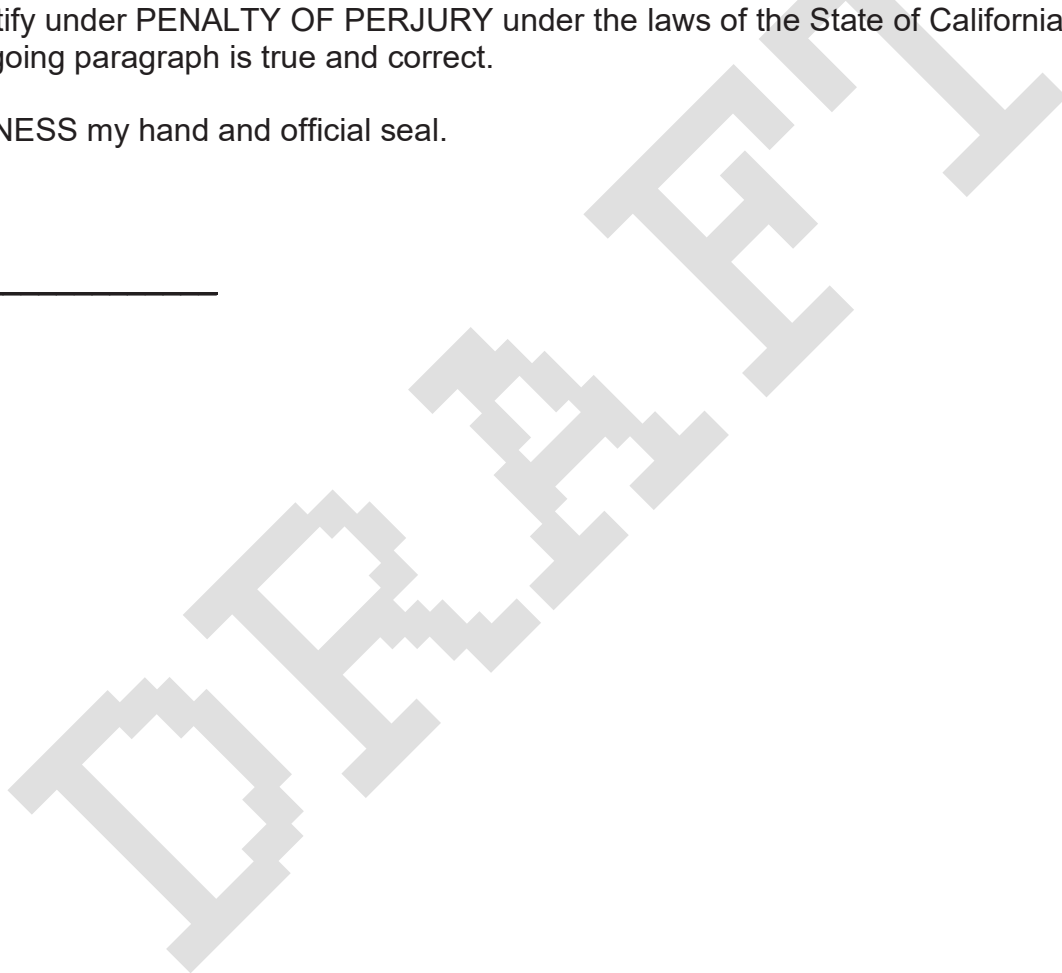 tify under PENALTY OF PERJURY under the laws of the State of California
going paragraph is true and correct.
NESS my hand and official seal.
DRAFT